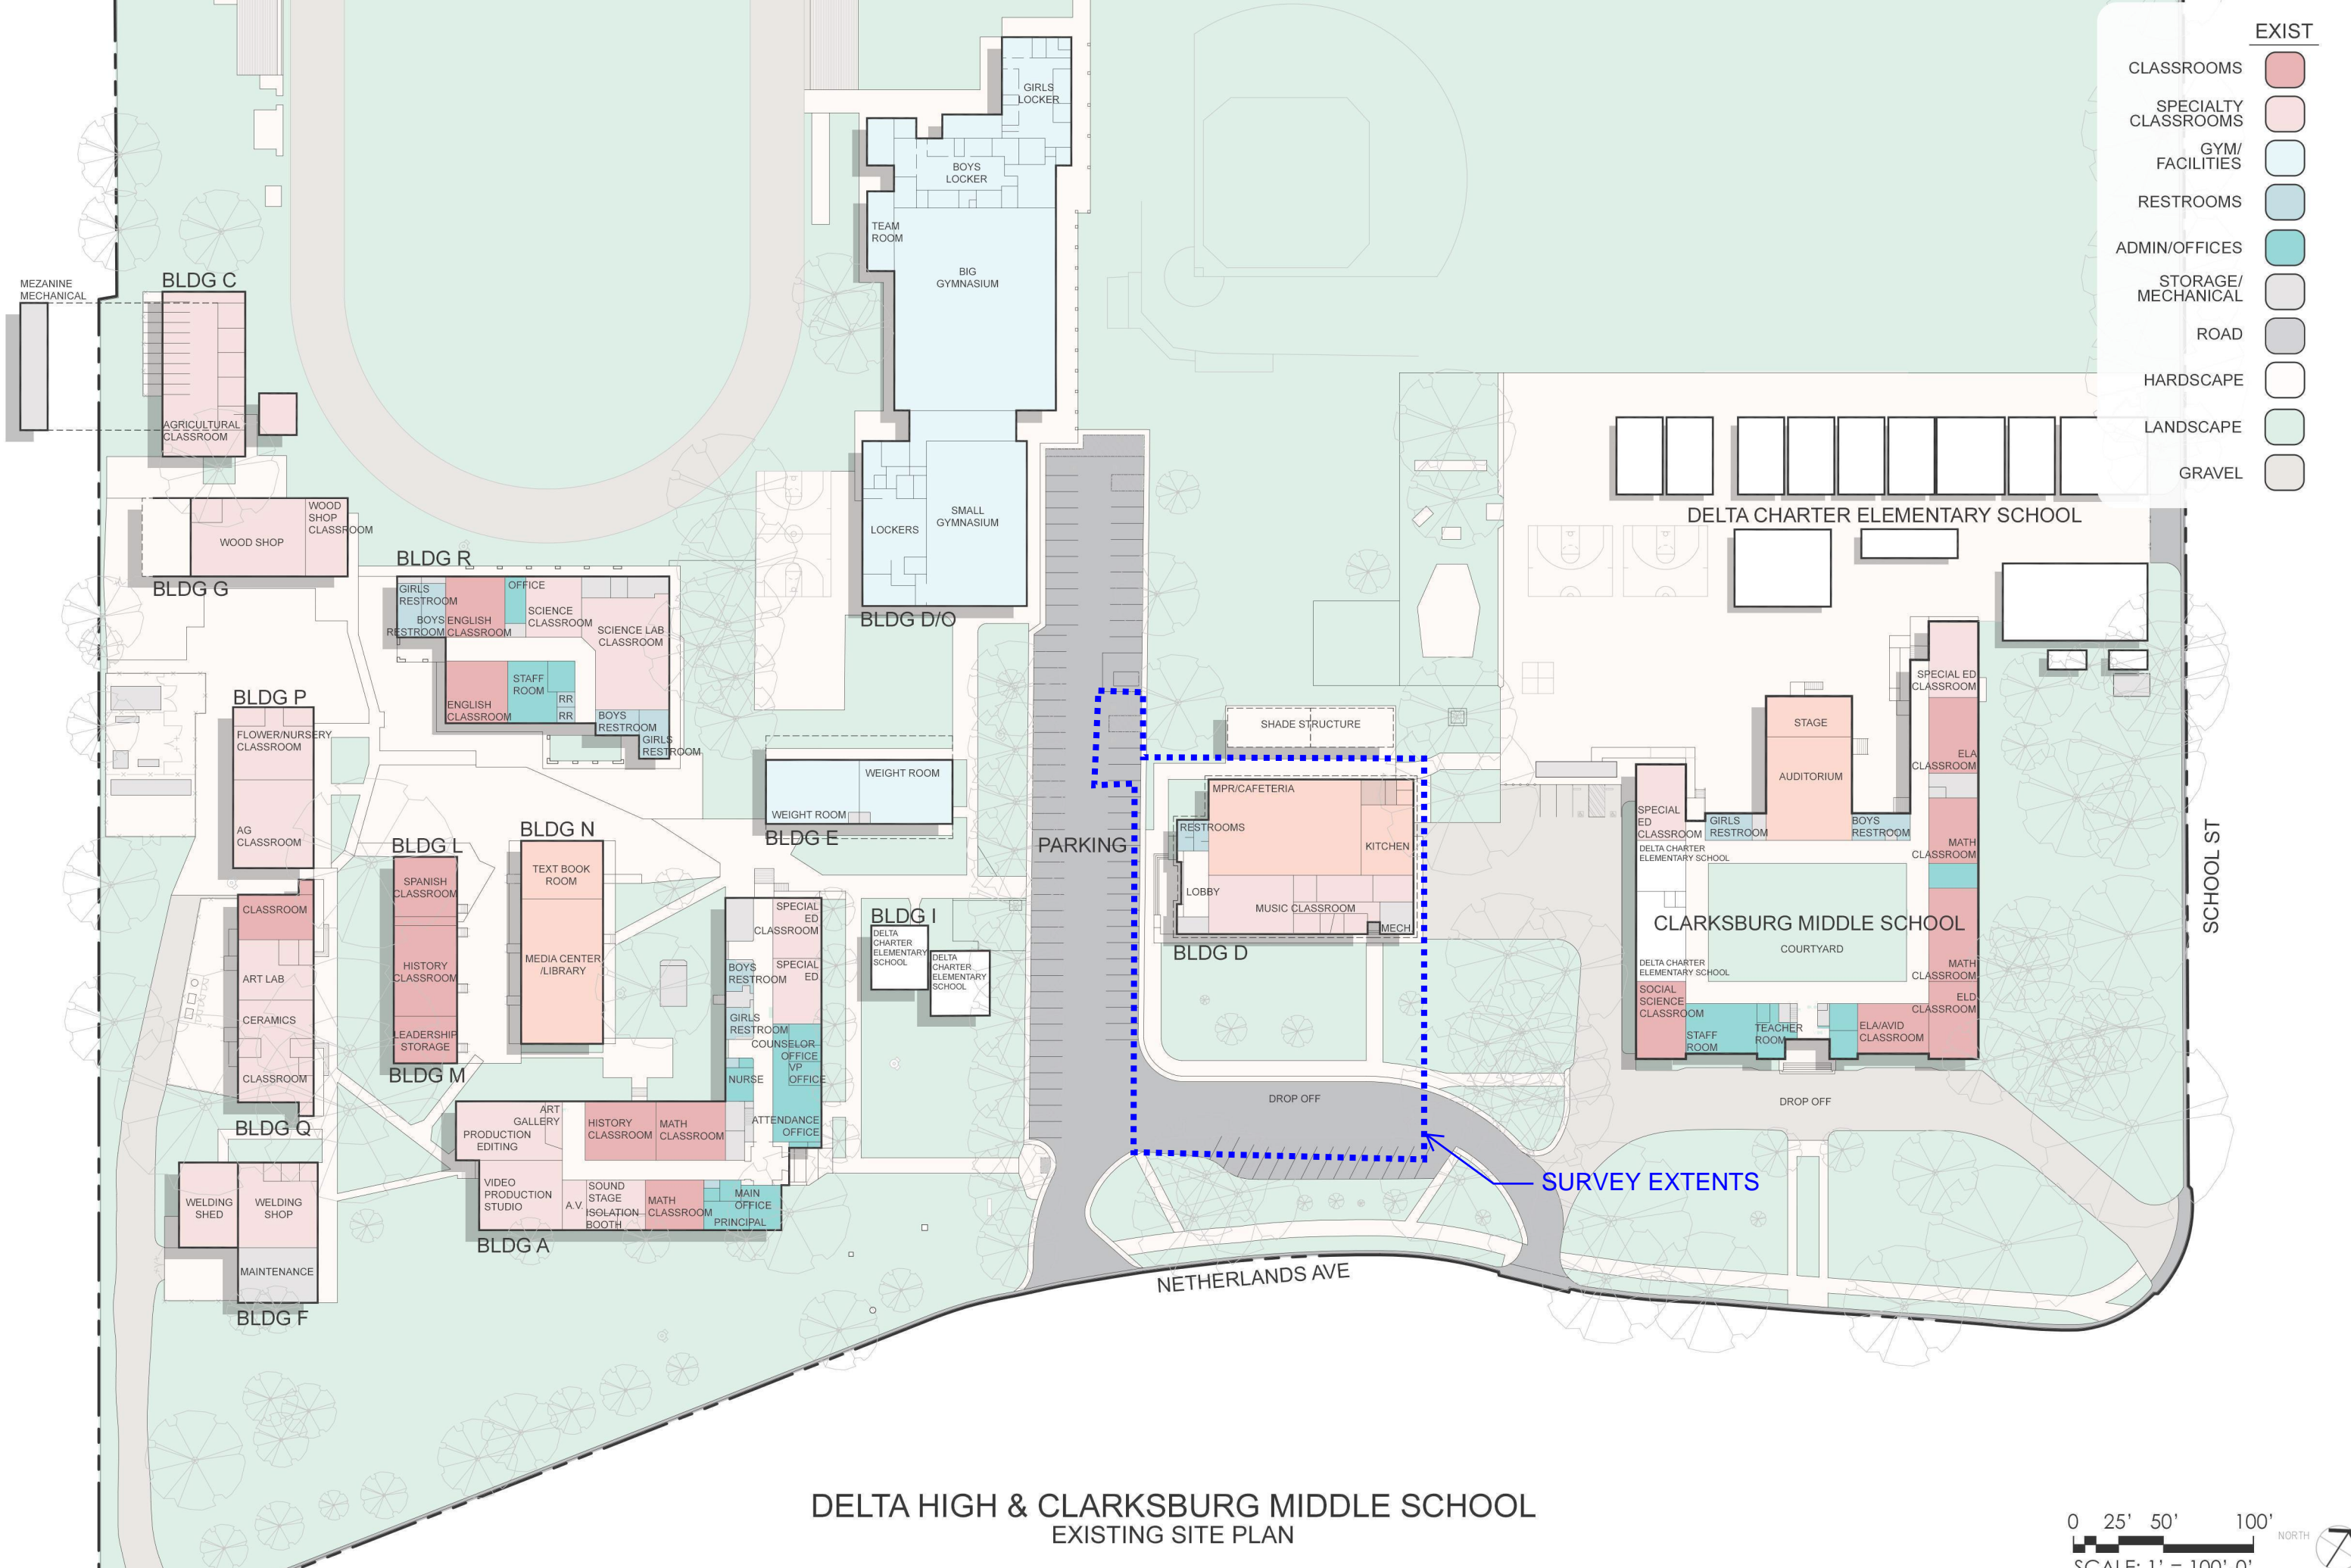 EXIST
CLASSROOMS
SPECIALTY
CLASSROOMS
GYM/
FACILITIES
RESTROOMS
ADMIN/OFFICES
STORAGE/
MECHANICAL
ROAD
HARDSCAPE
LANDSCAPE
GRAVEL
GIRLS
LOCKER
BOYS
LOCKER
TEAM
ROOM
BIG
GYMNASIUM
MEZANINE
MECHANICAL
BLDG C
AGRICULTURAL
CLASSROOM
WOOD
SHOP
CLASSROOM
WOOD SHOP
BLDG G
LOCKERS
SMALL
GYMNASIUM
BLDG D/O
DELTA CHARTER ELEMENTARY SCHOOL
BLDG R
GIRLS
RESTROOM
BOYS
RESTROOM
ENGLISH
CLASSROOM
OFFICE
SCIENCE
CLASSROOM
SCIENCE LAB
CLASSROOM
STAFF
ROOM
ENGLISH
CLASSROOM
RR
RR
BOYS
RESTROOM
GIRLS
RESTROOM
BLDG P
FLOWER/NURSERY
CLASSROOM
AG
CLASSROOM
WEIGHT ROOM
WEIGHT ROOM
BLDG E
PARKING
SHADE STRUCTURE
MPR/CAFETERIA
RESTROOMS
KITCHEN
LOBBY
MUSIC CLASSROOM
MECH
BLDG D
SPECIAL ED
CLASSROOM
STAGE
ELA
CLASSROOM
AUDITORIUM
SPECIAL
ED
CLASSROOM
GIRLS
RESTROOM
BOYS
RESTROOM
DELTA CHARTER
ELEMENTARY SCHOOL
MATH
CLASSROOM
CLARKSBURG MIDDLE SCHOOL
COURTYARD
DELTA CHARTER
ELEMENTARY SCHOOL
MATH
CLASSROOM
SOCIAL
SCIENCE
CLASSROOM
ELD
CLASSROOM
STAFF
ROOM
TEACHER
ROOM
ELA/AVID
CLASSROOM
DROP OFF
SCHOOL ST
BLDG L
SPANISH
CLASSROOM
HISTORY
CLASSROOM
LEADERSHIP
STORAGE
BLDG M
BLDG N
TEXT BOOK
ROOM
MEDIA CENTER
/LIBRARY
CLASSROOM
ART LAB
CERAMICS
CLASSROOM
BLDG Q
SPECIAL
ED
CLASSROOM
BOYS
RESTROOM
SPECIAL
ED
GIRLS
RESTROOM
COUNSELOR
OFFICE
VP
OFFICE
NURSE
ATTENDANCE
OFFICE
BLDG I
DELTA
CHARTER
ELEMENTARY
SCHOOL
DELTA
CHARTER
ELEMENTARY
SCHOOL
DROP OFF
SURVEY EXTENTS
ART
GALLERY
PRODUCTION
EDITING
HISTORY
CLASSROOM
MATH
CLASSROOM
VIDEO
PRODUCTION
STUDIO
A.V.
SOUND
STAGE
ISOLATION
BOOTH
MATH
CLASSROOM
MAIN
OFFICE
PRINCIPAL
BLDG A
WELDING
SHED
WELDING
SHOP
MAINTENANCE
BLDG F
NETHERLANDS AVE
DELTA HIGH & CLARKSBURG MIDDLE SCHOOL
EXISTING SITE PLAN
0 25' 50' 100'
NORTH
SCALE: 1' = 100'-0"